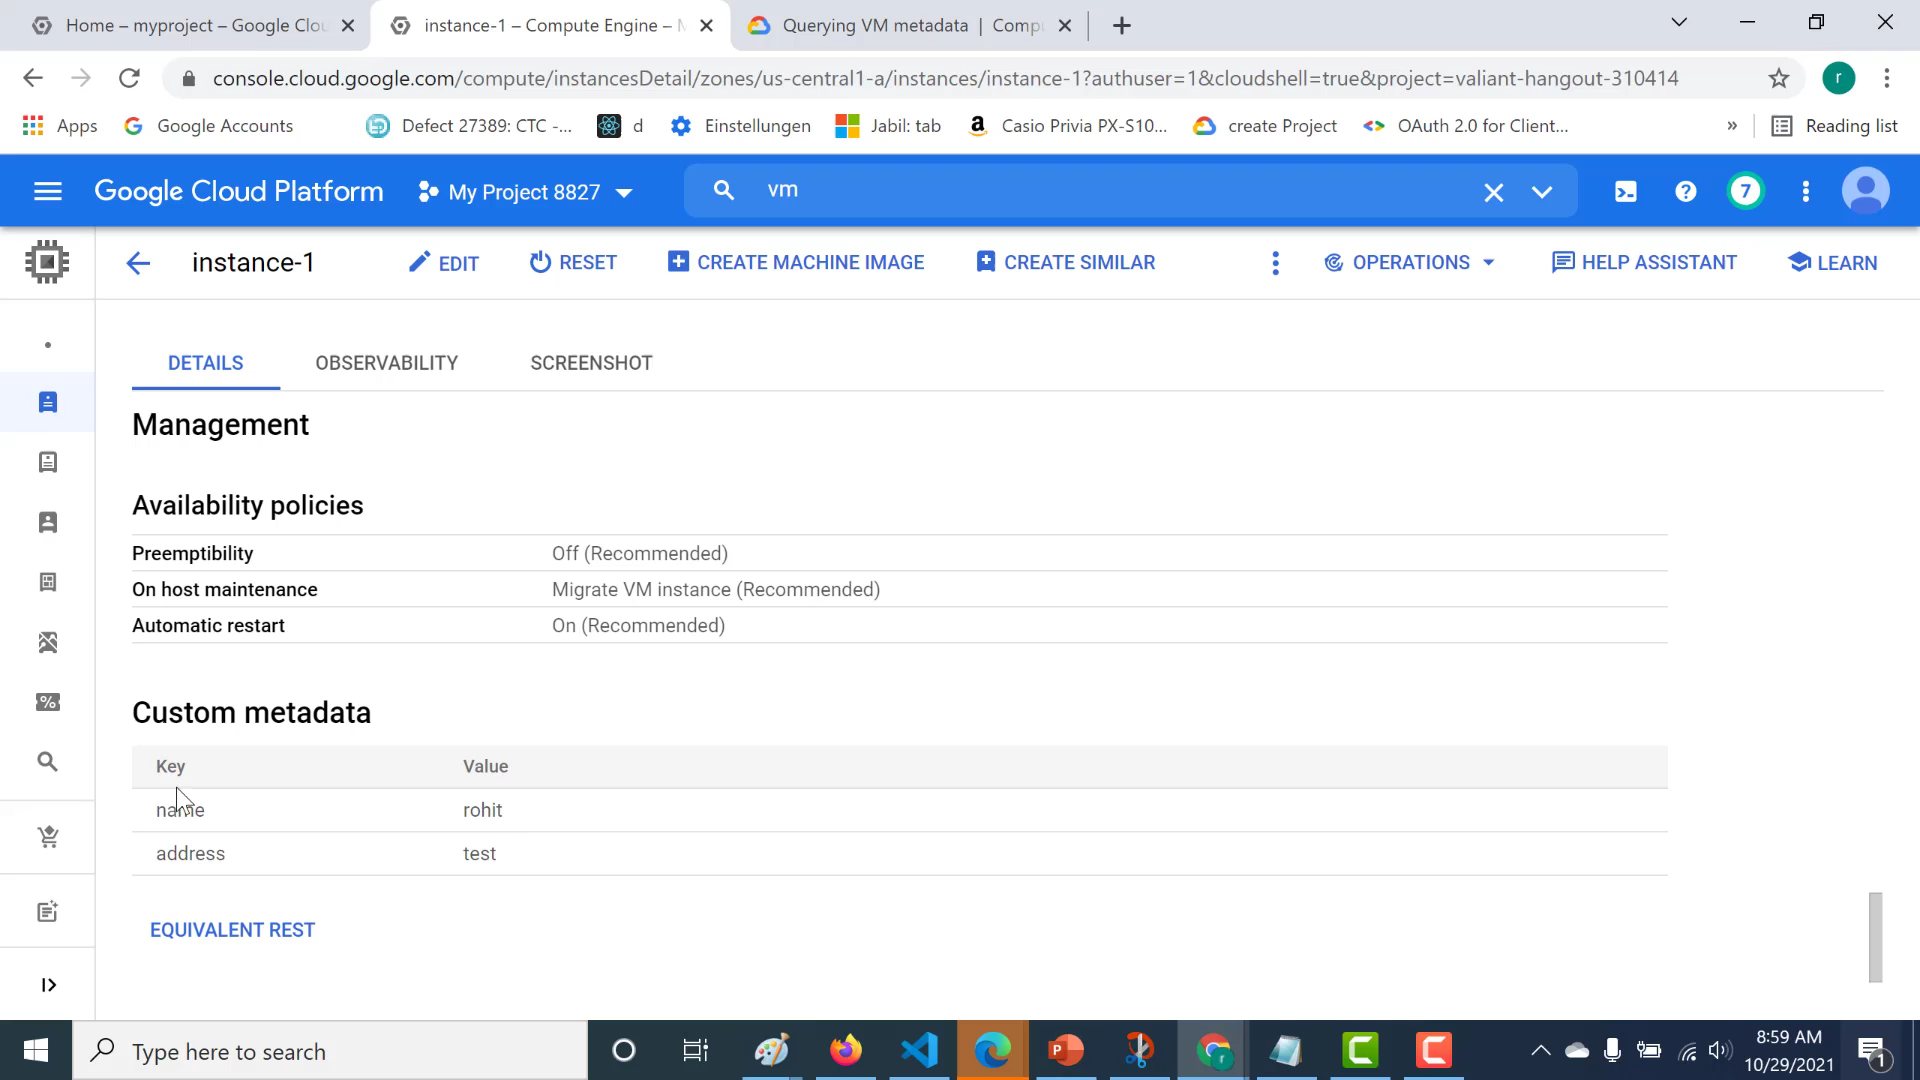 Home – myproject – Google Clou
instance-1 – Compute Engine – M
Querying VM metadata | Compu
console.cloud.google.com/compute/instancesDetail/zones/us-central1-a/instances/instance-1?authuser=1&cloudshell=true&project=valiant-hangout-310414
r
Apps
Google Accounts
Defect 27389: CTC -...
d
Einstellungen
Jabil: tab
Casio Privia PX-S10...
create Project
OAuth 2.0 for Client...
»
Reading list
Google Cloud Platform
My Project 8827
vm
7
instance-1
EDIT
RESET
CREATE MACHINE IMAGE
CREATE SIMILAR
OPERATIONS
HELP ASSISTANT
LEARN
DETAILS
OBSERVABILITY
SCREENSHOT
Management
Availability policies
Preemptibility
Off (Recommended)
On host maintenance
Migrate VM instance (Recommended)
Automatic restart
On (Recommended)
Custom metadata
Key
Value
name
rohit
address
test
EQUIVALENT REST
Type here to search
8:59 AM
10/29/2021
1